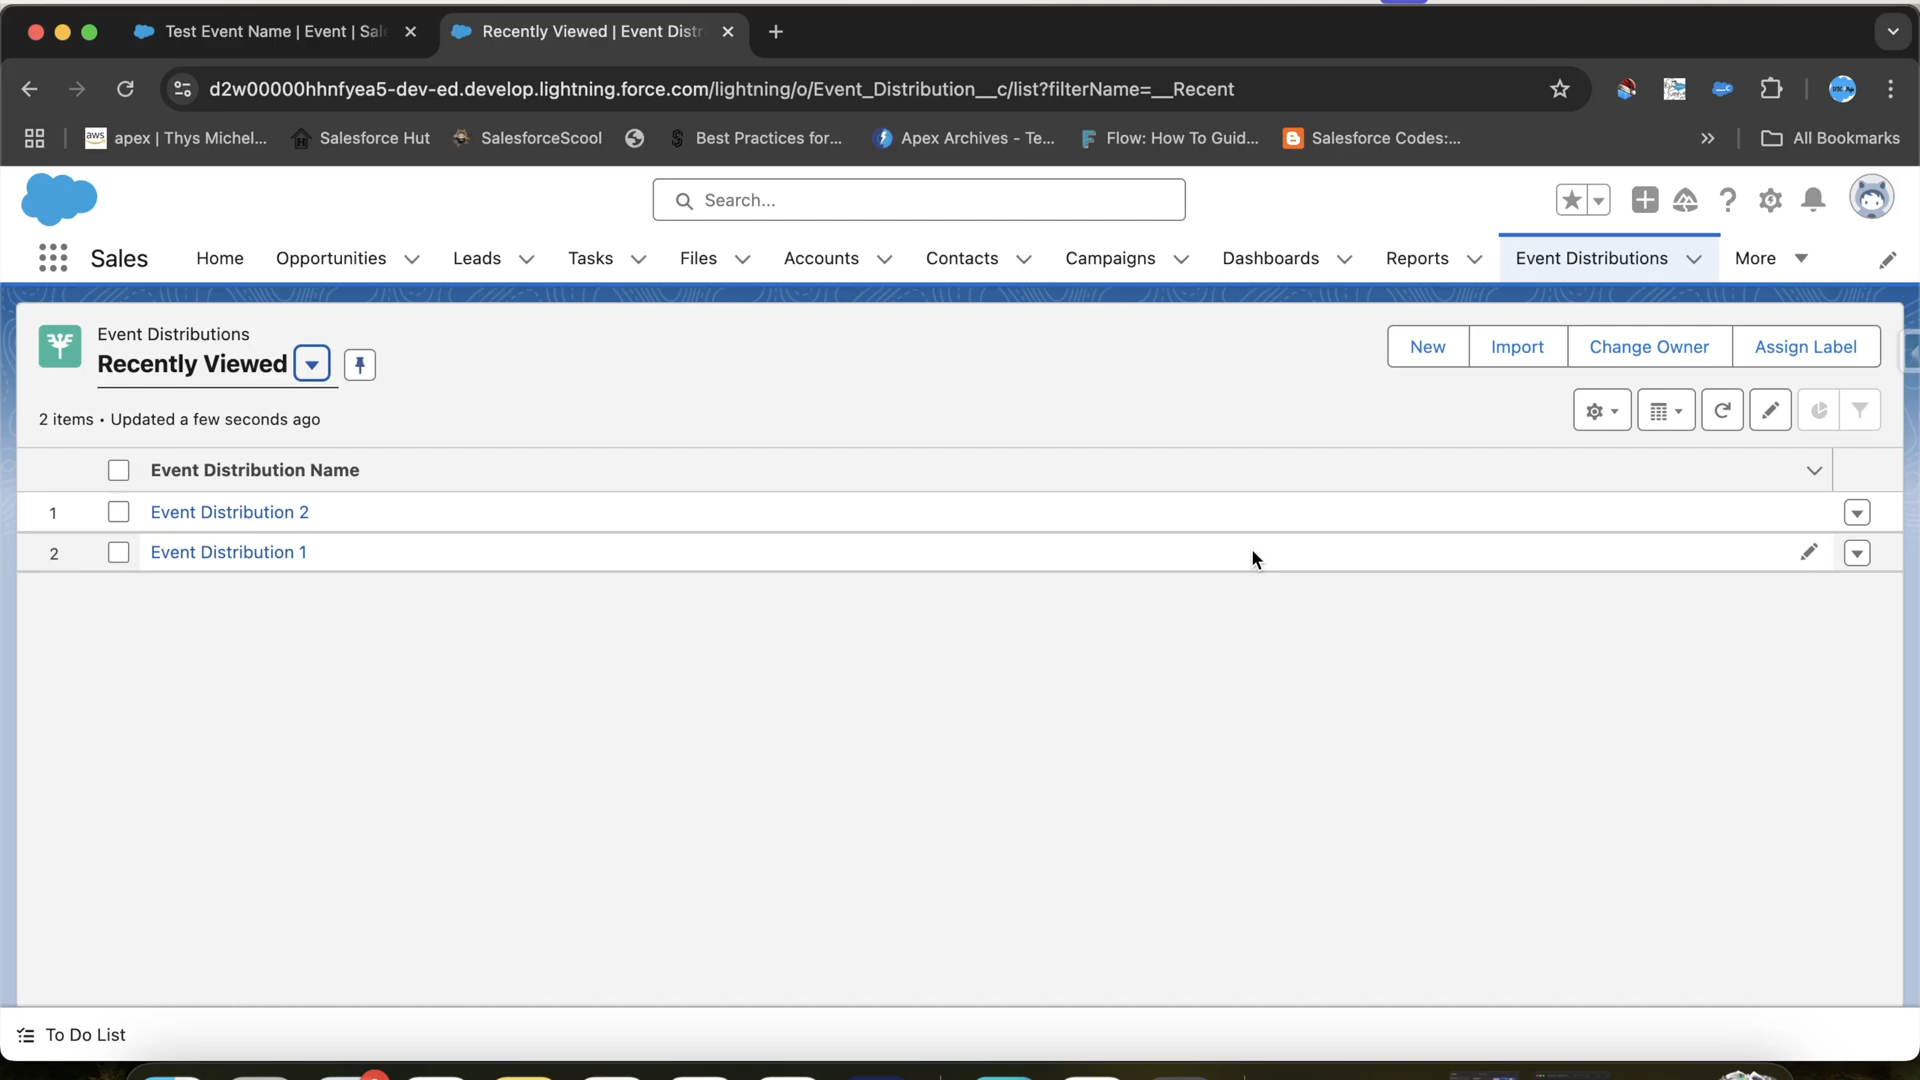 Test Event Name | Event | Sal
Recently Viewed | Event Distr
d2w00000hhnfyea5-dev-ed.develop.lightning.force.com/lightning/o/Event_Distribution__c/list?filterName=__Recent
aws apex | Thys Michel...
Salesforce Hut
SalesforceScool
Best Practices for...
Apex Archives - Te...
Flow: How To Guid...
Salesforce Codes:...
All Bookmarks
Search...
Sales
Home
Opportunities
Leads
Tasks
Files
Accounts
Contacts
Campaigns
Dashboards
Reports
Event Distributions
More
Event Distributions
Recently Viewed
New
Import
Change Owner
Assign Label
2 items • Updated a few seconds ago
Event Distribution Name
1 Event Distribution 2
2 Event Distribution 1
To Do List